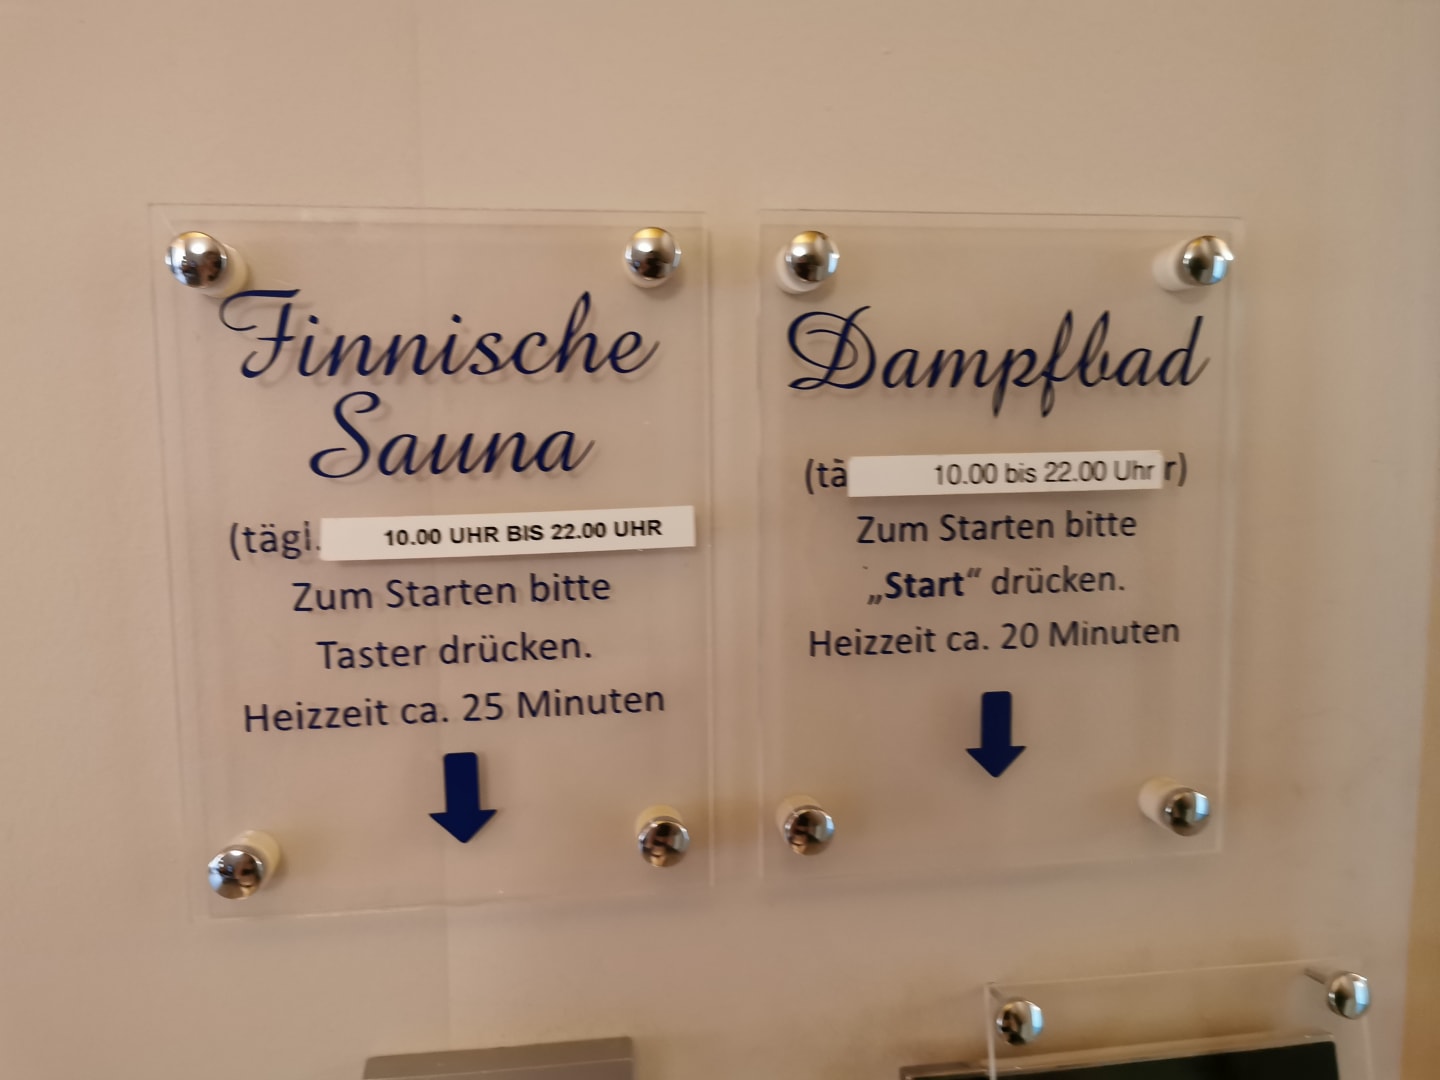 Finnische
Sauna
(tägl. 10.00 UHR BIS 22.00 UHR
Zum Starten bitte
Taster drücken.
Heizzeit ca. 25 Minuten
Dampfbad
(tä 10.00 bis 22.00 Uhr r)
Zum Starten bitte
„Start“ drücken.
Heizzeit ca. 20 Minuten